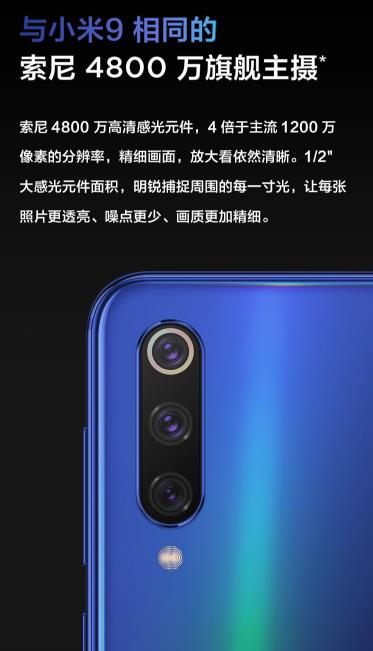 与小米9 相同的
索尼 4800 万旗舰主摄*
索尼 4800 万高清感光元件，4 倍于主流 1200 万
像素的分辨率，精细画面，放大看依然清晰。1/2"
大感光元件面积，明锐捕捉周围的每一寸光，让每张
照片更透亮、噪点更少、画质更加精细。